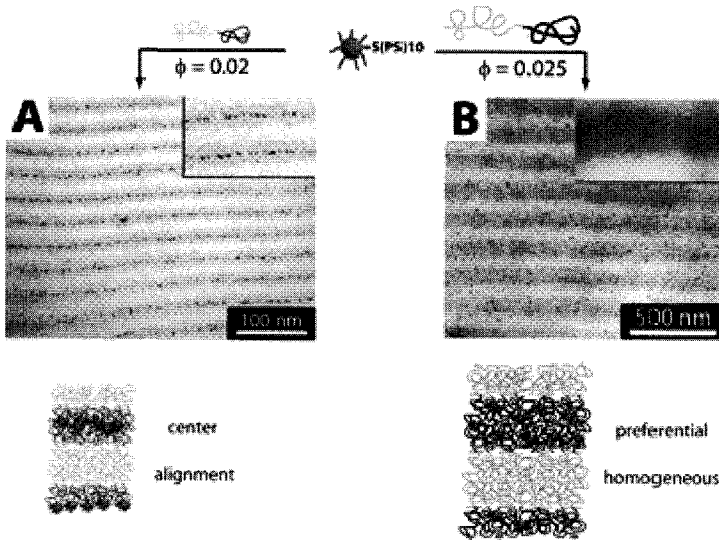 S(PS)10
ϕ = 0.02
ϕ = 0.025
A
B
100 nm
500 nm
center
alignment
preferential
homogeneous